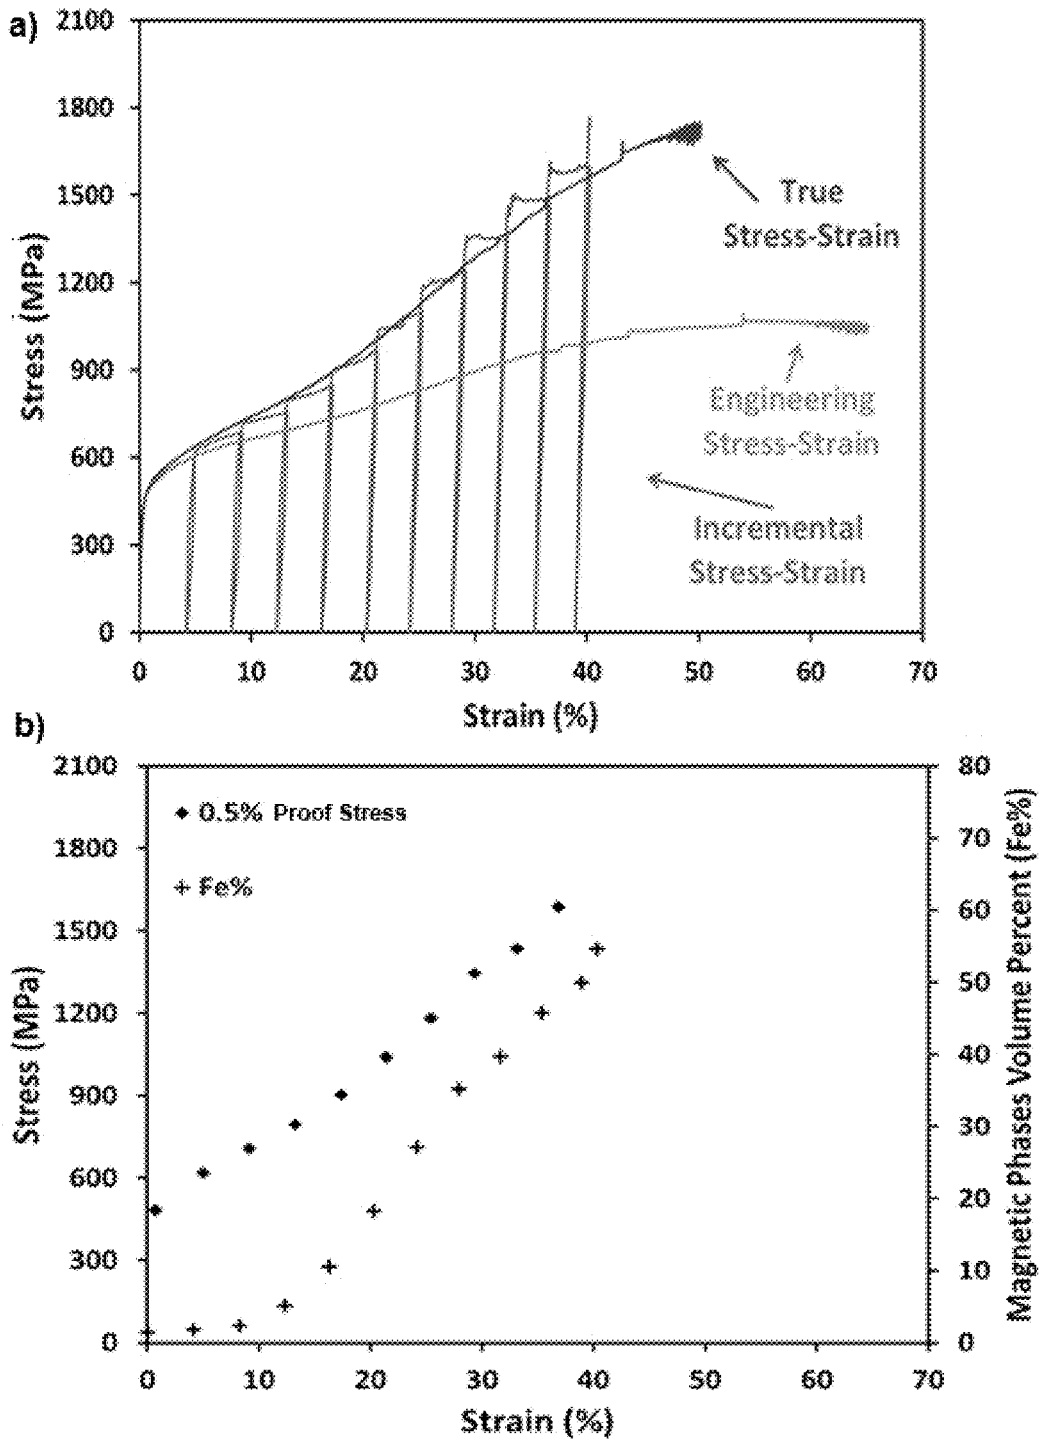 a)
2100
1800
1500
1200
900
600
300
0
Stress (MPa)
True
Stress-Strain
Engineering
Stress-Strain
Incremental
Stress-Strain
0 10 20 30 40 50 60 70
Strain (%)
b)
2100
1800
1500
1200
900
600
300
0
Stress (MPa)
0.5% Proof Stress
Fe%
80
70
60
50
40
30
20
10
0
Magnetic Phases Volume Percent (Fe%)
0 10 20 30 40 50 60 70
Strain (%)